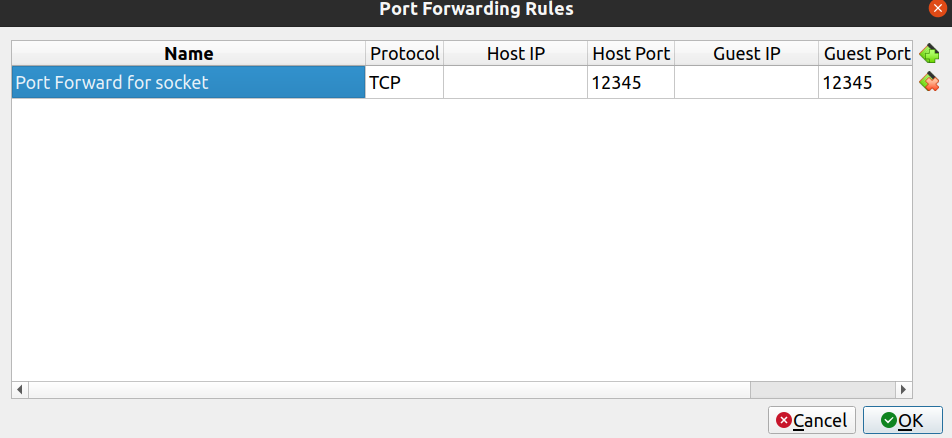 Port Forwarding Rules
Name Protocol Host IP Host Port Guest IP Guest Port
Port Forward for socket TCP 12345 12345
Cancel OK